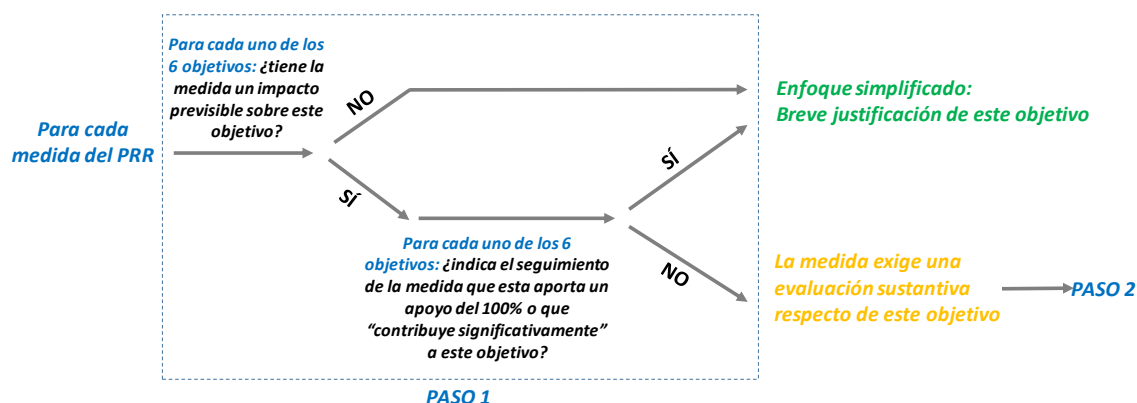 Para cada
medida del PRR
Para cada uno de los
6 objetivos: ¿tiene la
medida un impacto
previsible sobre este
objetivo?
NO
SÍ
Para cada uno de los 6
objetivos: ¿indica el seguimiento
de la medida que esta aporta un
apoyo del 100% o que
“contribuye significativamente”
a este objetivo?
SÍ
NO
Enfoque simplificado:
Breve justificación de este objetivo
La medida exige una
evaluación sustantiva
respecto de este objetivo
PASO 2
PASO 1